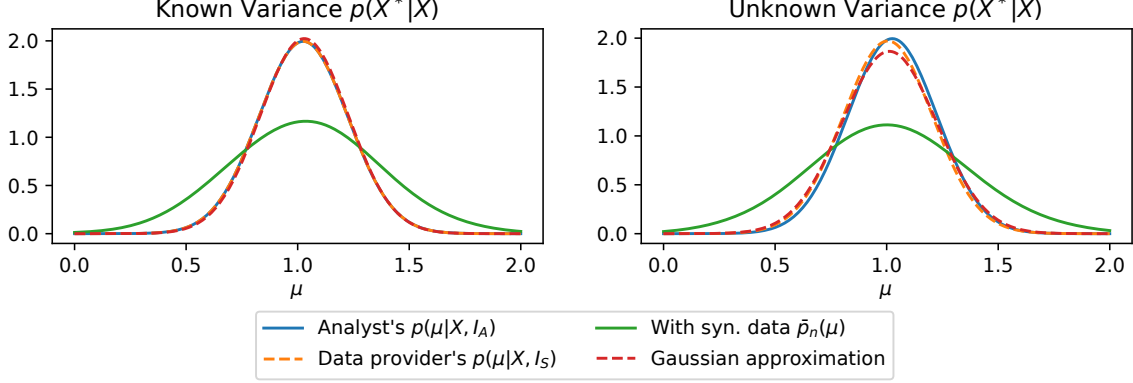 Known Variance p(X*|X)
Unknown Variance p(X*|X)
2.0
1.5
1.0
0.5
0.0
0.0 0.5 1.0 1.5 2.0
μ
2.0
1.5
1.0
0.5
0.0
0.0 0.5 1.0 1.5 2.0
μ
Analyst's p(μ|X, I_A)
Data provider's p(μ|X, I_S)
With syn. data p̄_n(μ)
Gaussian approximation